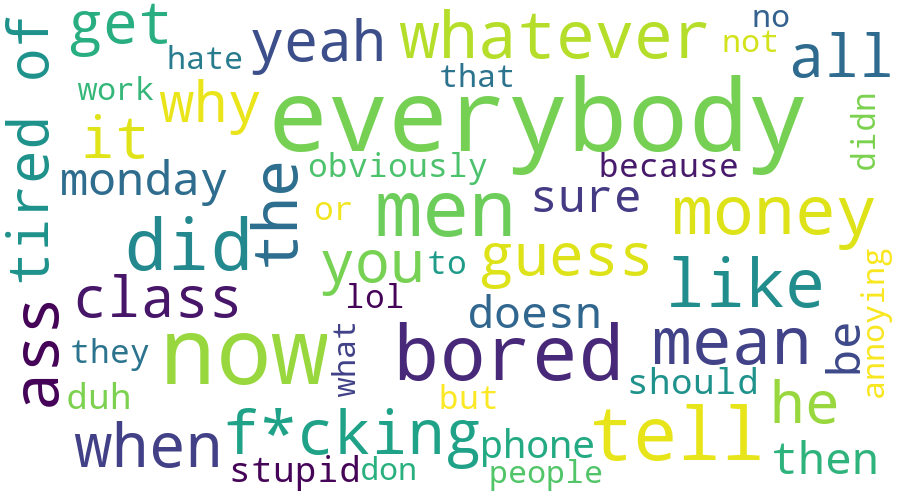 get
yeah
whatever
no
not
all
hate
that
tired of
work
why
everybody
didn
it
obviously
because
monday
the
or
men
sure
money
did
you
to
guess
like
annoying
class
lol
doesn
ass
they
now
what
bored
mean
be
duh
but
should
he
when
f*cking
phone
tell
then
stupid
don
people